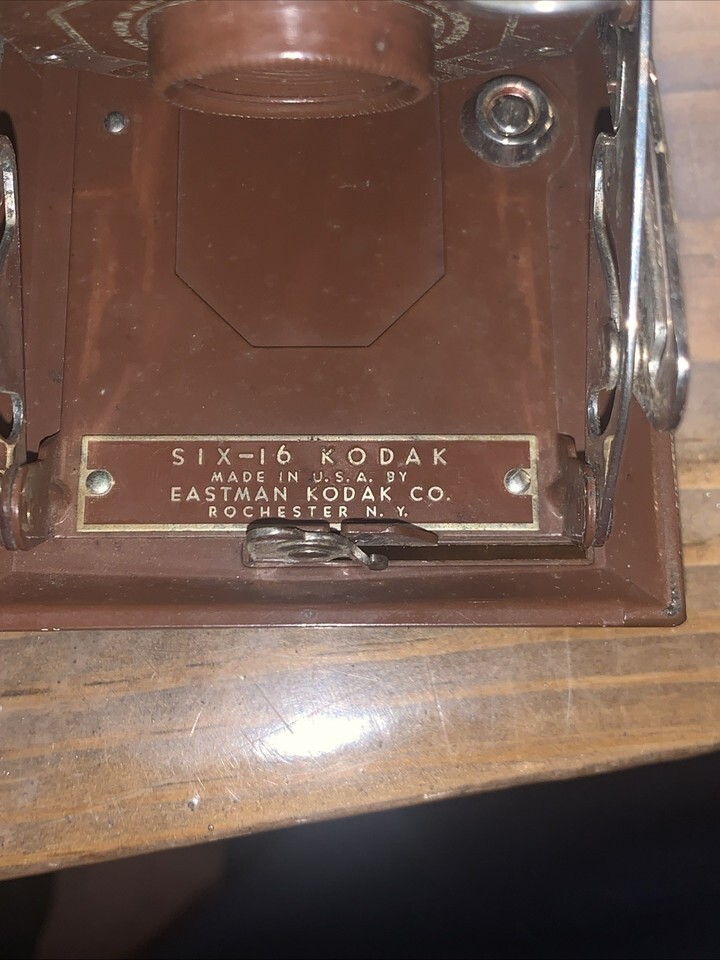 SIX-16 KODAK
MADE IN U.S.A. BY
EASTMAN KODAK CO.
ROCHESTER N. Y.